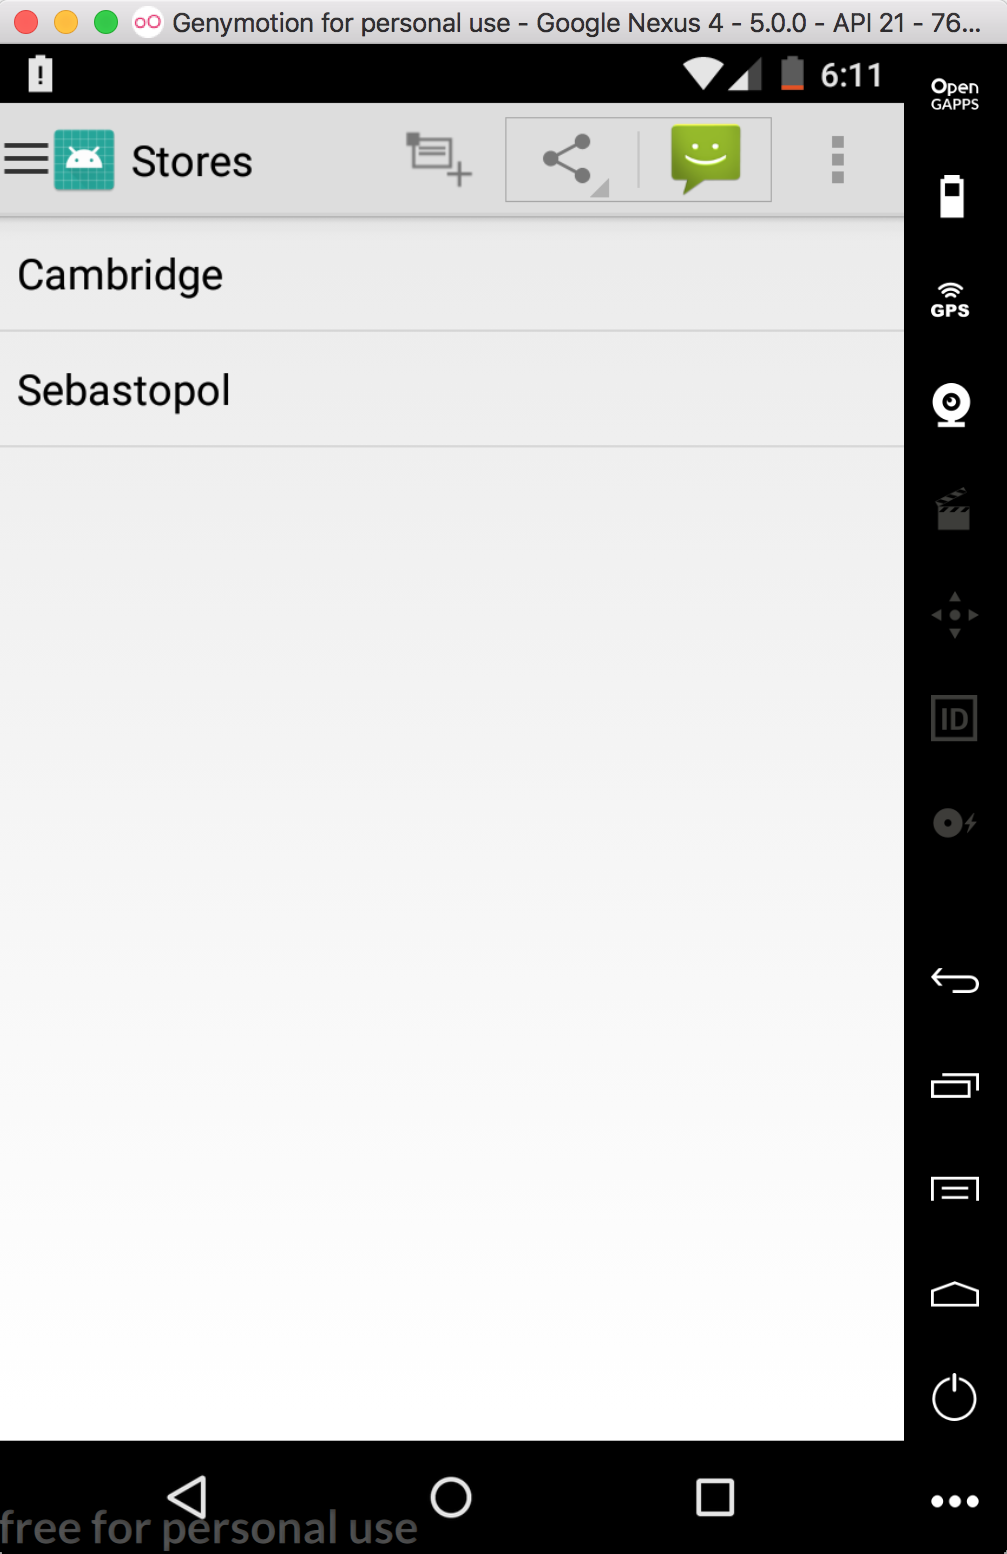 Genymotion for personal use - Google Nexus 4 - 5.0.0 - API 21 - 76...
6:11
Open
GAPPS
Stores
Cambridge
GPS
Sebastopol
ID
free for personal use